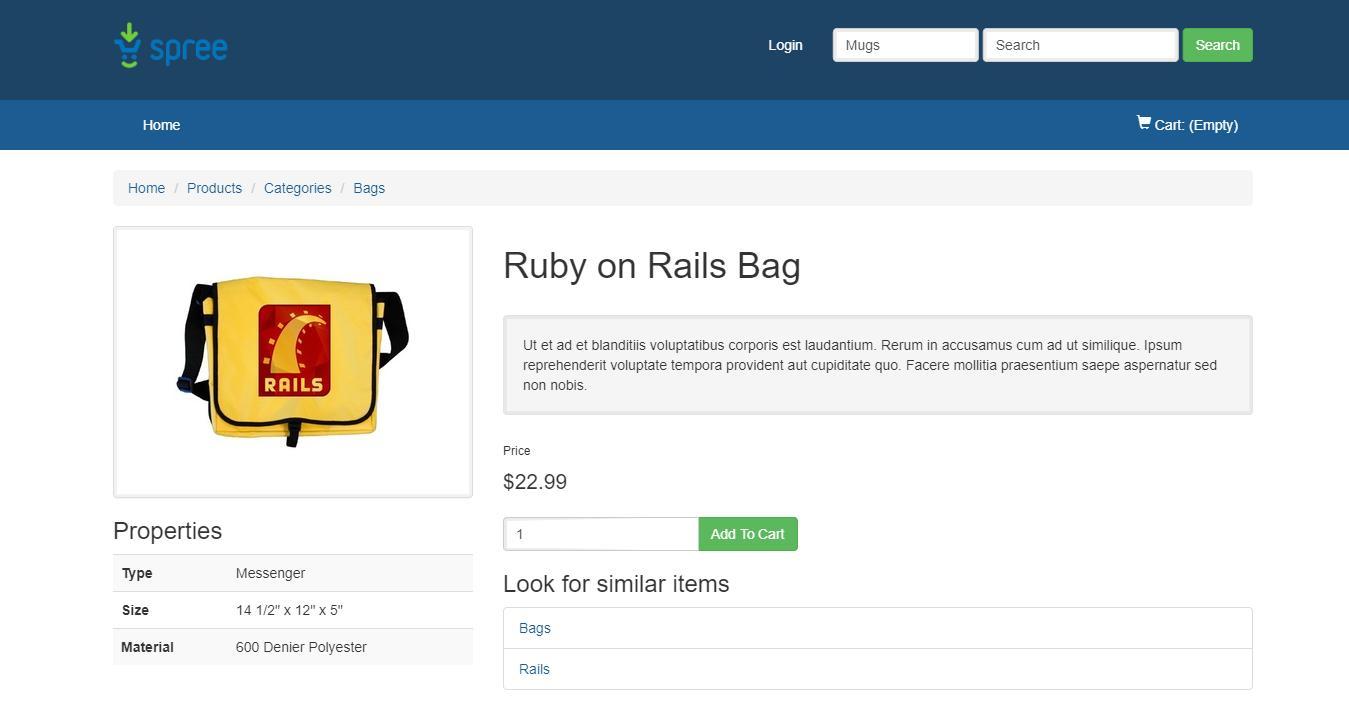 spree
Login
Mugs
Search
Search
Home
Cart: (Empty)
Home / Products / Categories / Bags
RAILS
Ruby on Rails Bag
Ut et ad et blanditiis voluptatibus corporis est laudantium. Rerum in accusamus cum ad ut similique. Ipsum
reprehenderit voluptate tempora provident aut cupiditate quo. Facere mollitia praesentium saepe aspernatur sed
non nobis.
Price
$22.99
1
Add To Cart
Properties
Type Messenger
Size 14 1/2" x 12" x 5"
Material 600 Denier Polyester
Look for similar items
Bags
Rails